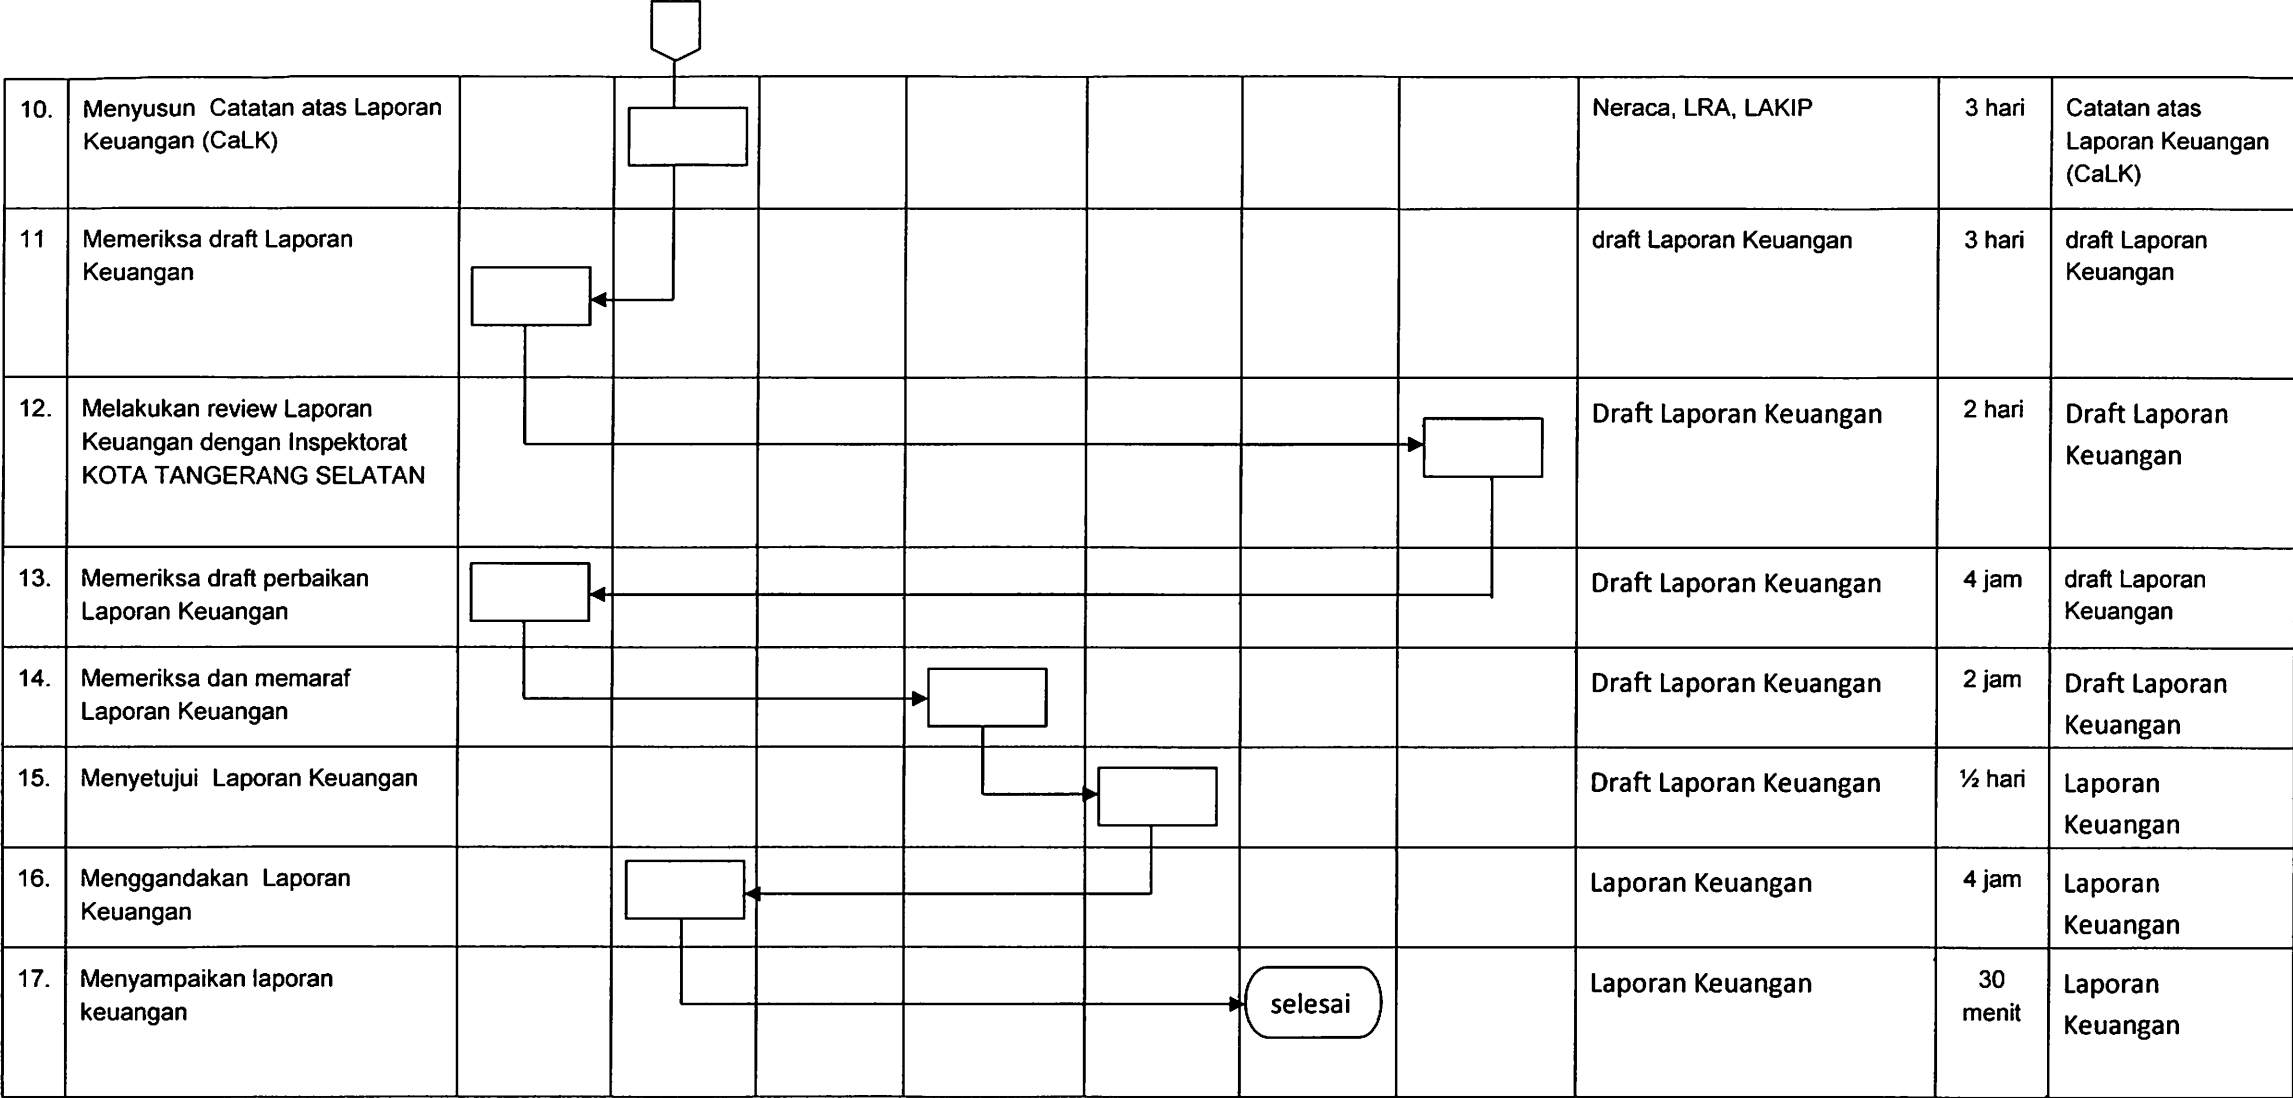 10.
Menyusun Catatan atas Laporan
Keuangan (CaLK)
Neraca, LRA, LAKIP
3 hari
Catatan atas
Laporan Keuangan
(CaLK)
11
Memeriksa draft Laporan
Keuangan
draft Laporan Keuangan
3 hari
draft Laporan
Keuangan
12.
Melakukan review Laporan
Keuangan dengan Inspektorat
KOTA TANGERANG SELATAN
Draft Laporan Keuangan
2 hari
Draft Laporan
Keuangan
13.
Memeriksa draft perbaikan
Laporan Keuangan
Draft Laporan Keuangan
4 jam
draft Laporan
Keuangan
14.
Memeriksa dan memaraf
Laporan Keuangan
Draft Laporan Keuangan
2 jam
Draft Laporan
Keuangan
15.
Menyetujui Laporan Keuangan
Draft Laporan Keuangan
½ hari
Laporan
Keuangan
16.
Menggandakan Laporan
Keuangan
Laporan Keuangan
4 jam
Laporan
Keuangan
17.
Menyampaikan laporan
keuangan
selesai
Laporan Keuangan
30
menit
Laporan
Keuangan